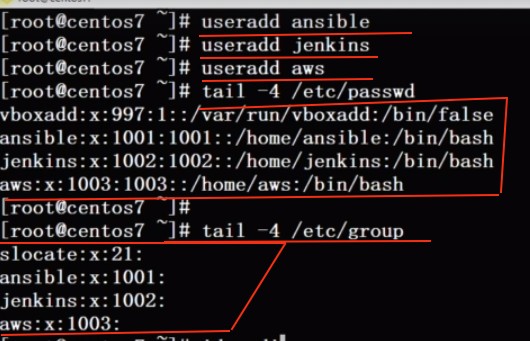 [root@centos7 ~]# useradd ansible
[root@centos7 ~]# useradd jenkins
[root@centos7 ~]# useradd aws
[root@centos7 ~]# tail -4 /etc/passwd
vboxadd:x:997:1::/var/run/vboxadd:/bin/false
ansible:x:1001:1001::/home/ansible:/bin/bash
jenkins:x:1002:1002::/home/jenkins:/bin/bash
aws:x:1003:1003::/home/aws:/bin/bash
[root@centos7 ~]#
[root@centos7 ~]# tail -4 /etc/group
slocate:x:21:
ansible:x:1001:
jenkins:x:1002:
aws:x:1003: